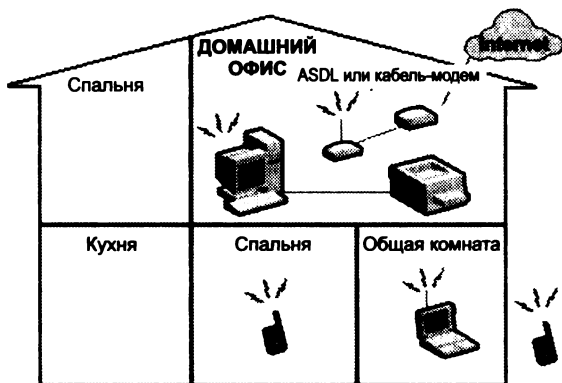 ДОМАШНИЙ
ОФИС
Internet
Спальня
ASDL или кабель-модем
Кухня
Спальня
Общая комната